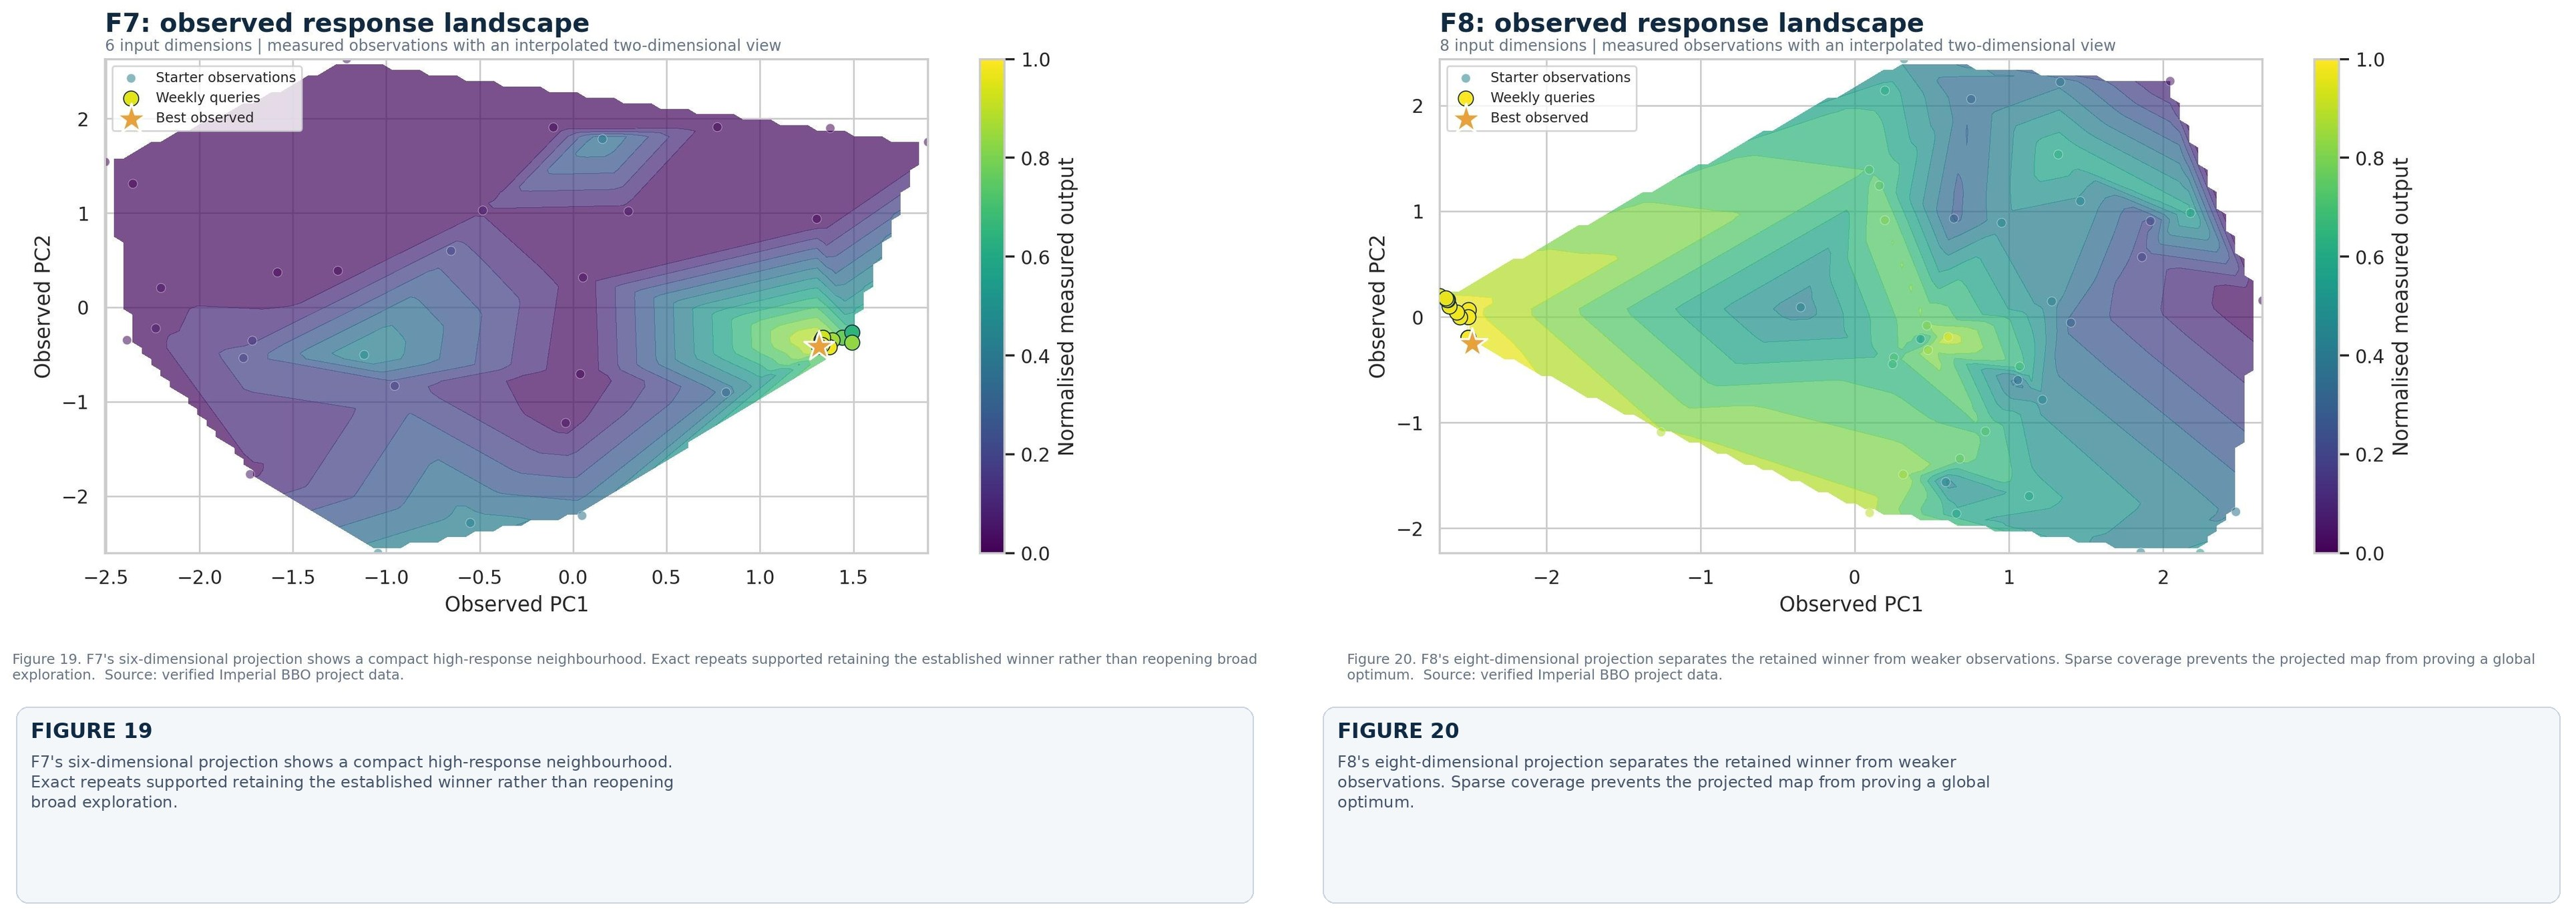 F7: observed response landscape
6 input dimensions | measured observations with an interpolated two-dimensional view
Starter observations
Weekly queries
Best observed
2
1
0
−1
−2
Observed PC2
−2.5
−2.0
−1.5
−1.0
−0.5
0.0
0.5
1.0
1.5
Observed PC1
1.0
0.8
0.6
0.4
0.2
0.0
Normalised measured output
Figure 19. F7's six-dimensional projection shows a compact high-response neighbourhood. Exact repeats supported retaining the established winner rather than reopening broad
exploration.  Source: verified Imperial BBO project data.
FIGURE 19
F7's six-dimensional projection shows a compact high-response neighbourhood.
Exact repeats supported retaining the established winner rather than reopening
broad exploration.
F8: observed response landscape
8 input dimensions | measured observations with an interpolated two-dimensional view
Starter observations
Weekly queries
Best observed
2
1
0
−1
−2
Observed PC2
−2
−1
0
1
2
Observed PC1
1.0
0.8
0.6
0.4
0.2
0.0
Normalised measured output
Figure 20. F8's eight-dimensional projection separates the retained winner from weaker observations. Sparse coverage prevents the projected map from proving a global
optimum.  Source: verified Imperial BBO project data.
FIGURE 20
F8's eight-dimensional projection separates the retained winner from weaker
observations. Sparse coverage prevents the projected map from proving a global
optimum.